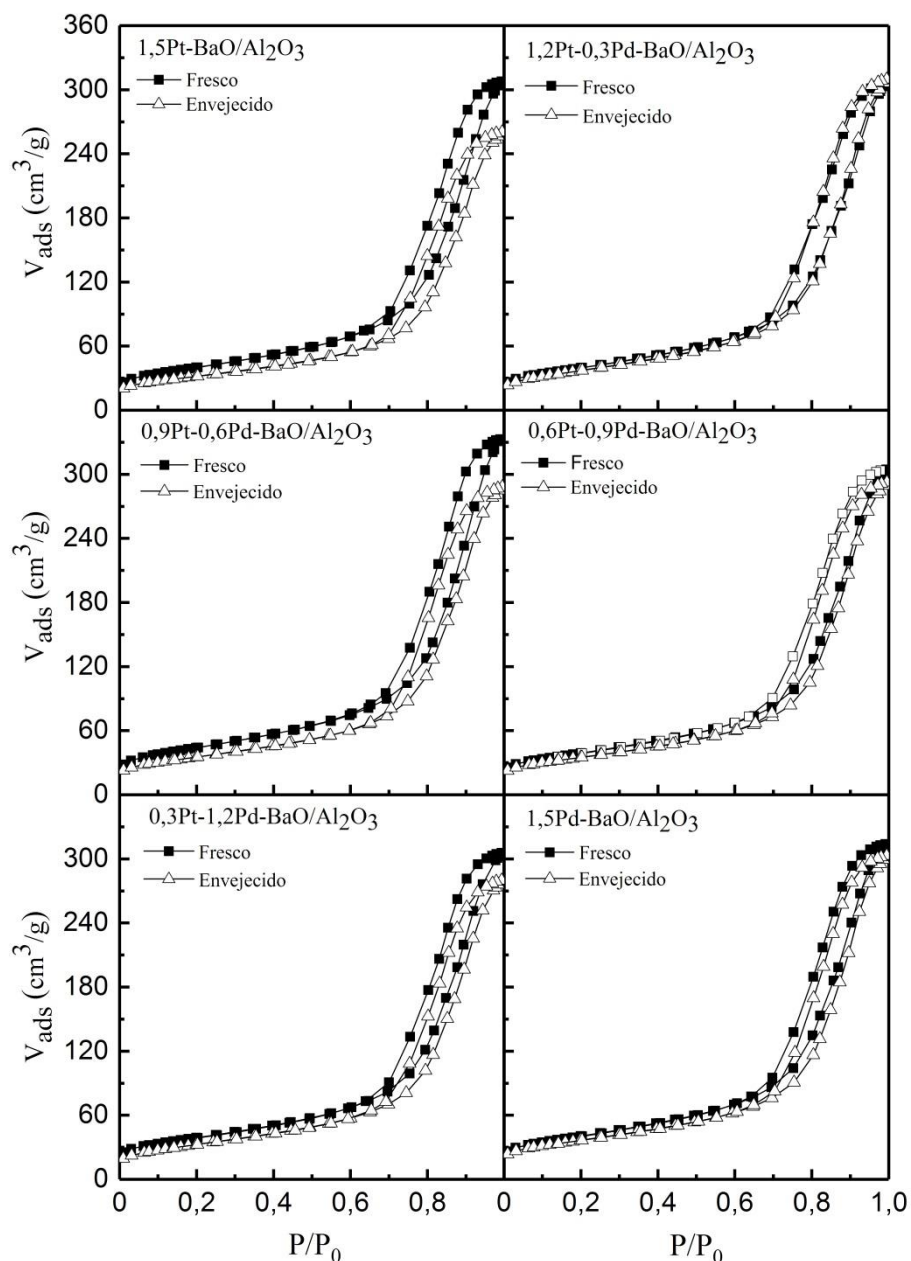 360
300
240
180
120
60
0
V_ads (cm³/g)
1,5Pt-BaO/Al₂O₃
Fresco
Envejecido
1,2Pt-0,3Pd-BaO/Al₂O₃
Fresco
Envejecido
300
240
180
120
60
0
V_ads (cm³/g)
0,9Pt-0,6Pd-BaO/Al₂O₃
Fresco
Envejecido
0,6Pt-0,9Pd-BaO/Al₂O₃
Fresco
Envejecido
300
240
180
120
60
0
V_ads (cm³/g)
0,3Pt-1,2Pd-BaO/Al₂O₃
Fresco
Envejecido
1,5Pd-BaO/Al₂O₃
Fresco
Envejecido
0 0,2 0,4 0,6 0,8 0 0,2 0,4 0,6 0,8 1,0
P/P₀ P/P₀